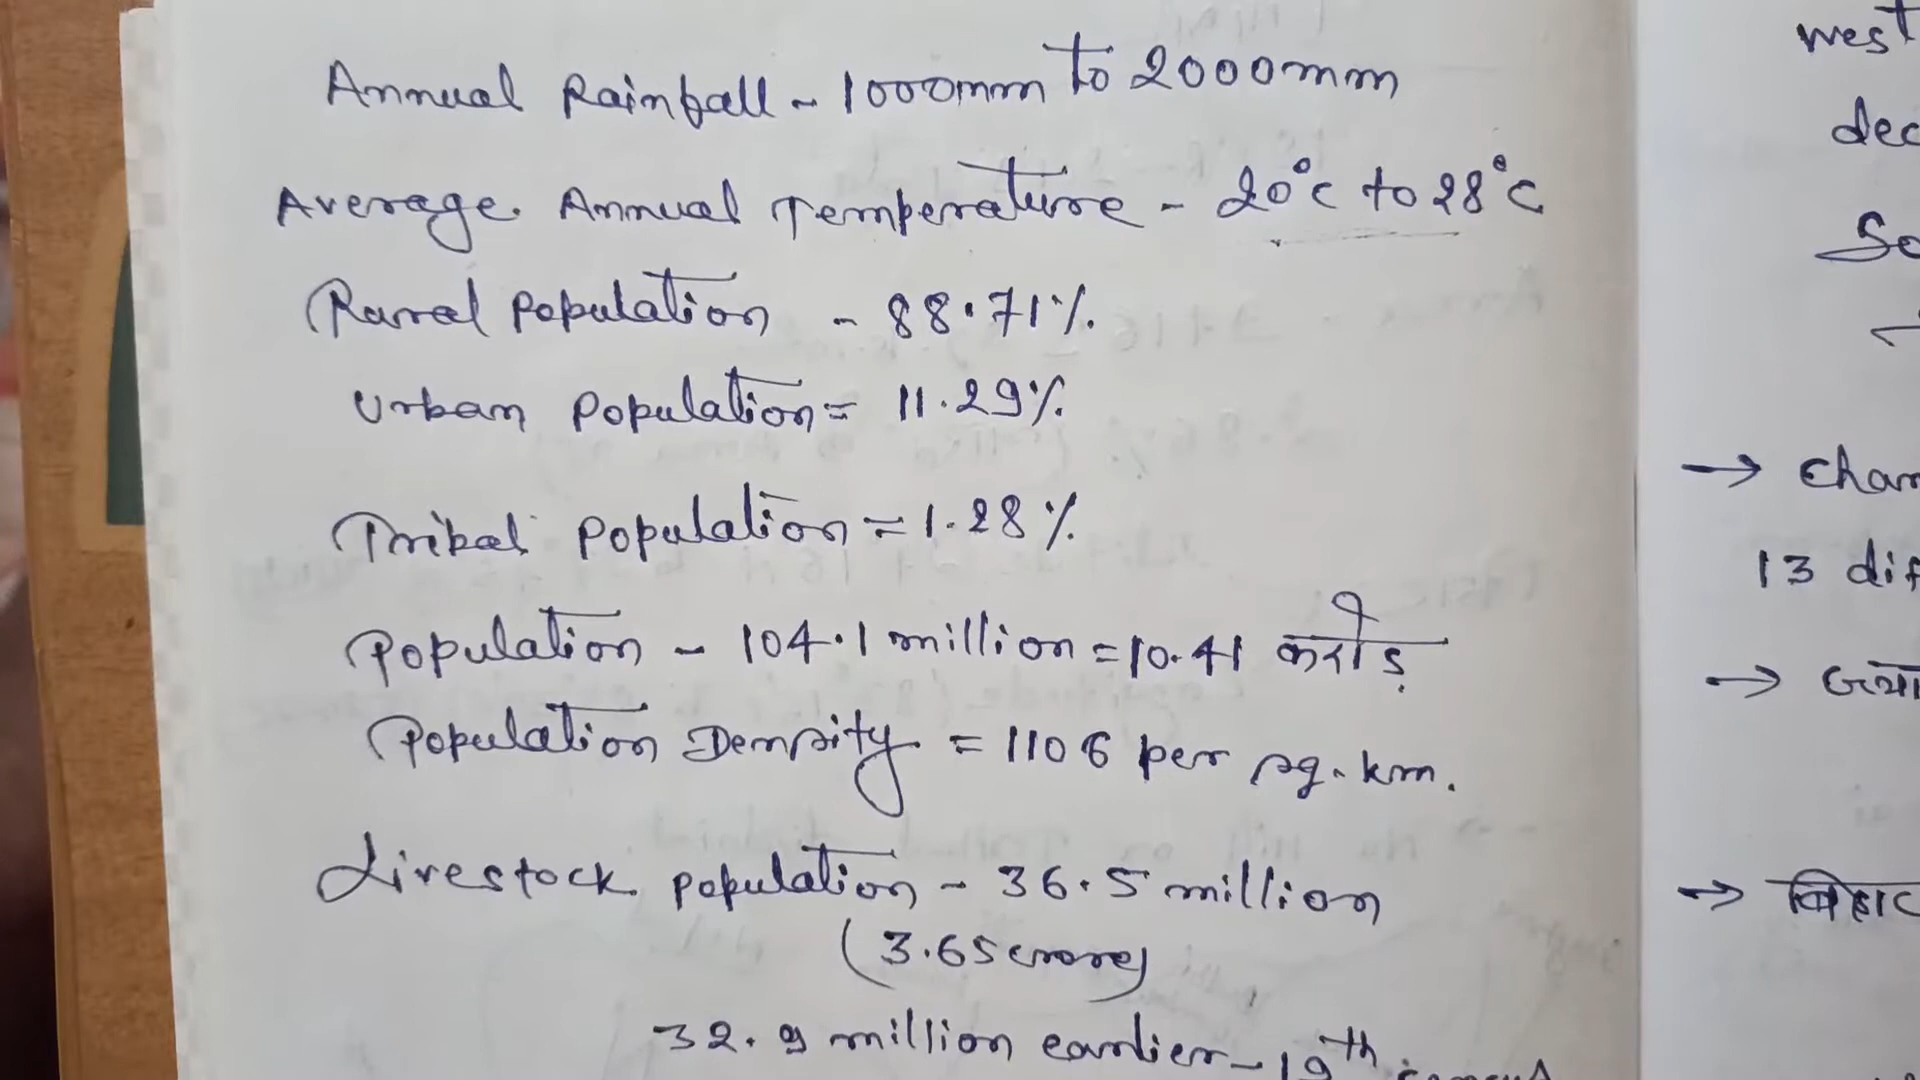 Annual Rainfall - 1000mm to 2000mm
Average Annual Temperature - 20°C to 28°C
Rural Population - 88.71%
Urban Population = 11.29%
Tribal Population = 1.28%
Population - 104.1 million = 10.41 करोड़
Population Density = 1106 per sq. km.
Livestock population - 36.5 million
(3.65 crore)
32.9 million earlier - 19th
west
dec
So
→ Cham
13 dif
→
→ बिहार